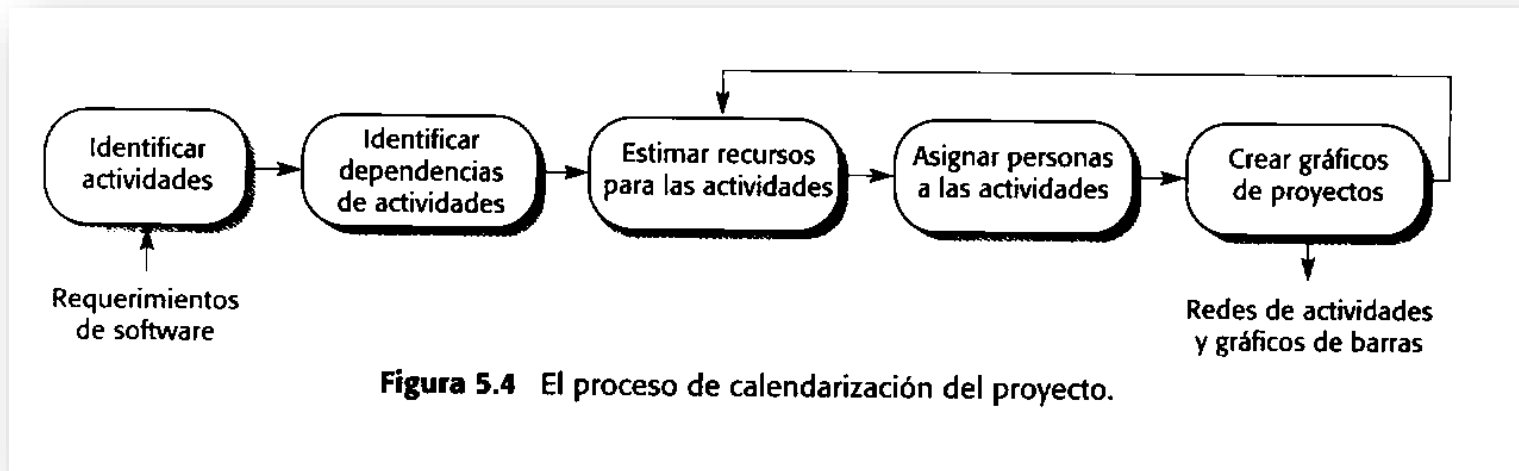 Identificar
actividades
Identificar
dependencias
de actividades
Estimar recursos
para las actividades
Asignar personas
a las actividades
Crear gráficos
de proyectos
Requerimientos
de software
Redes de actividades
y gráficos de barras
Figura 5.4 El proceso de calendarización del proyecto.